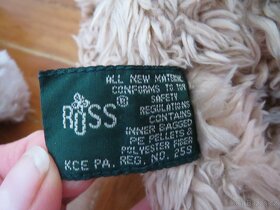 ROSS®
ALL NEW MATERIAL
CONFORMS TO TOY
SAFETY
REGULATIONS
CONTAINS
INNER BAGGED
PE PELLETS &
POLYESTER FIBER
KCE PA. REG. NO. 259